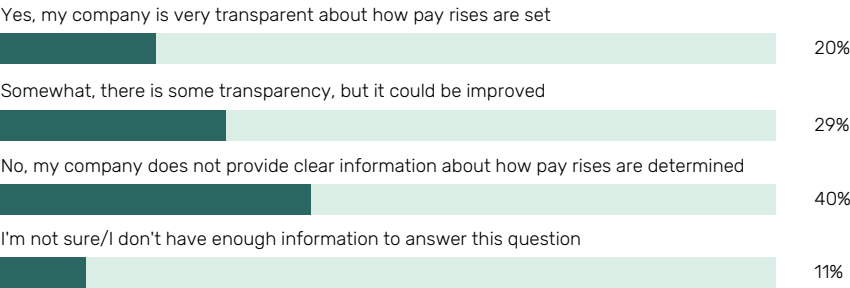 Yes, my company is very transparent about how pay rises are set
20%
Somewhat, there is some transparency, but it could be improved
29%
No, my company does not provide clear information about how pay rises are determined
40%
I'm not sure/I don't have enough information to answer this question
11%